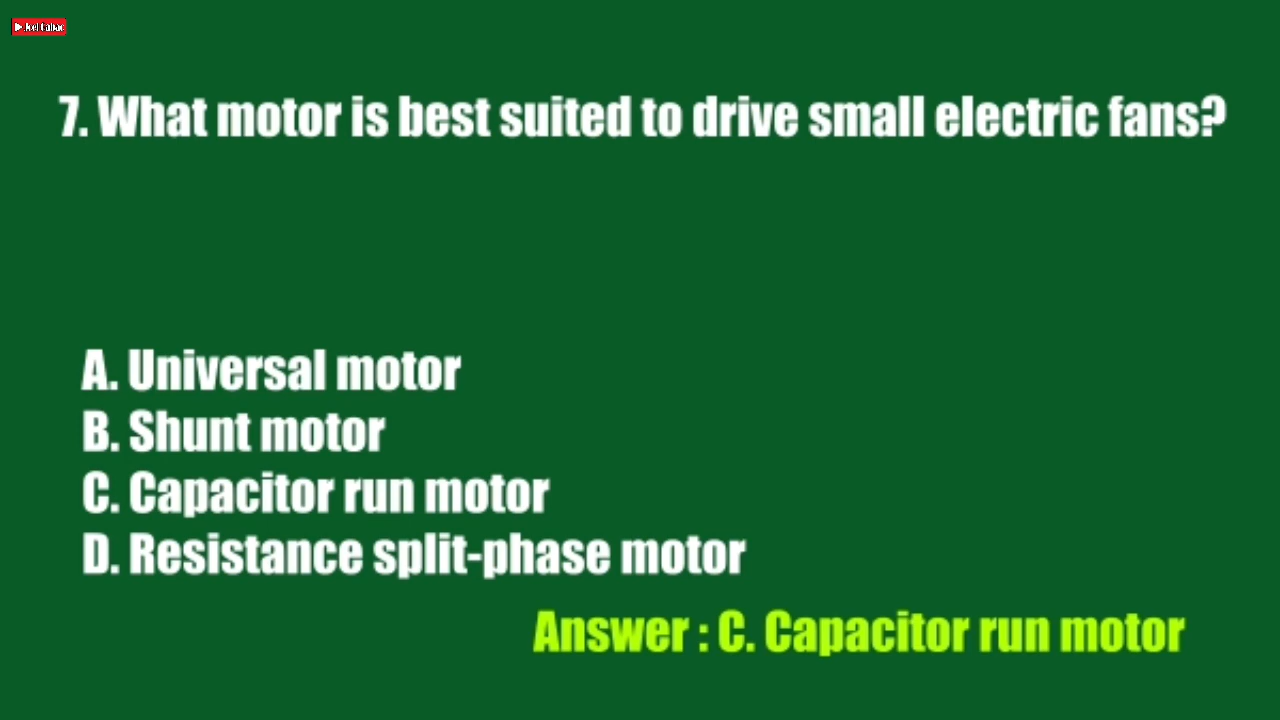 7. What motor is best suited to drive small electric fans?
A. Universal motor
B. Shunt motor
C. Capacitor run motor
D. Resistance split-phase motor
Answer : C. Capacitor run motor